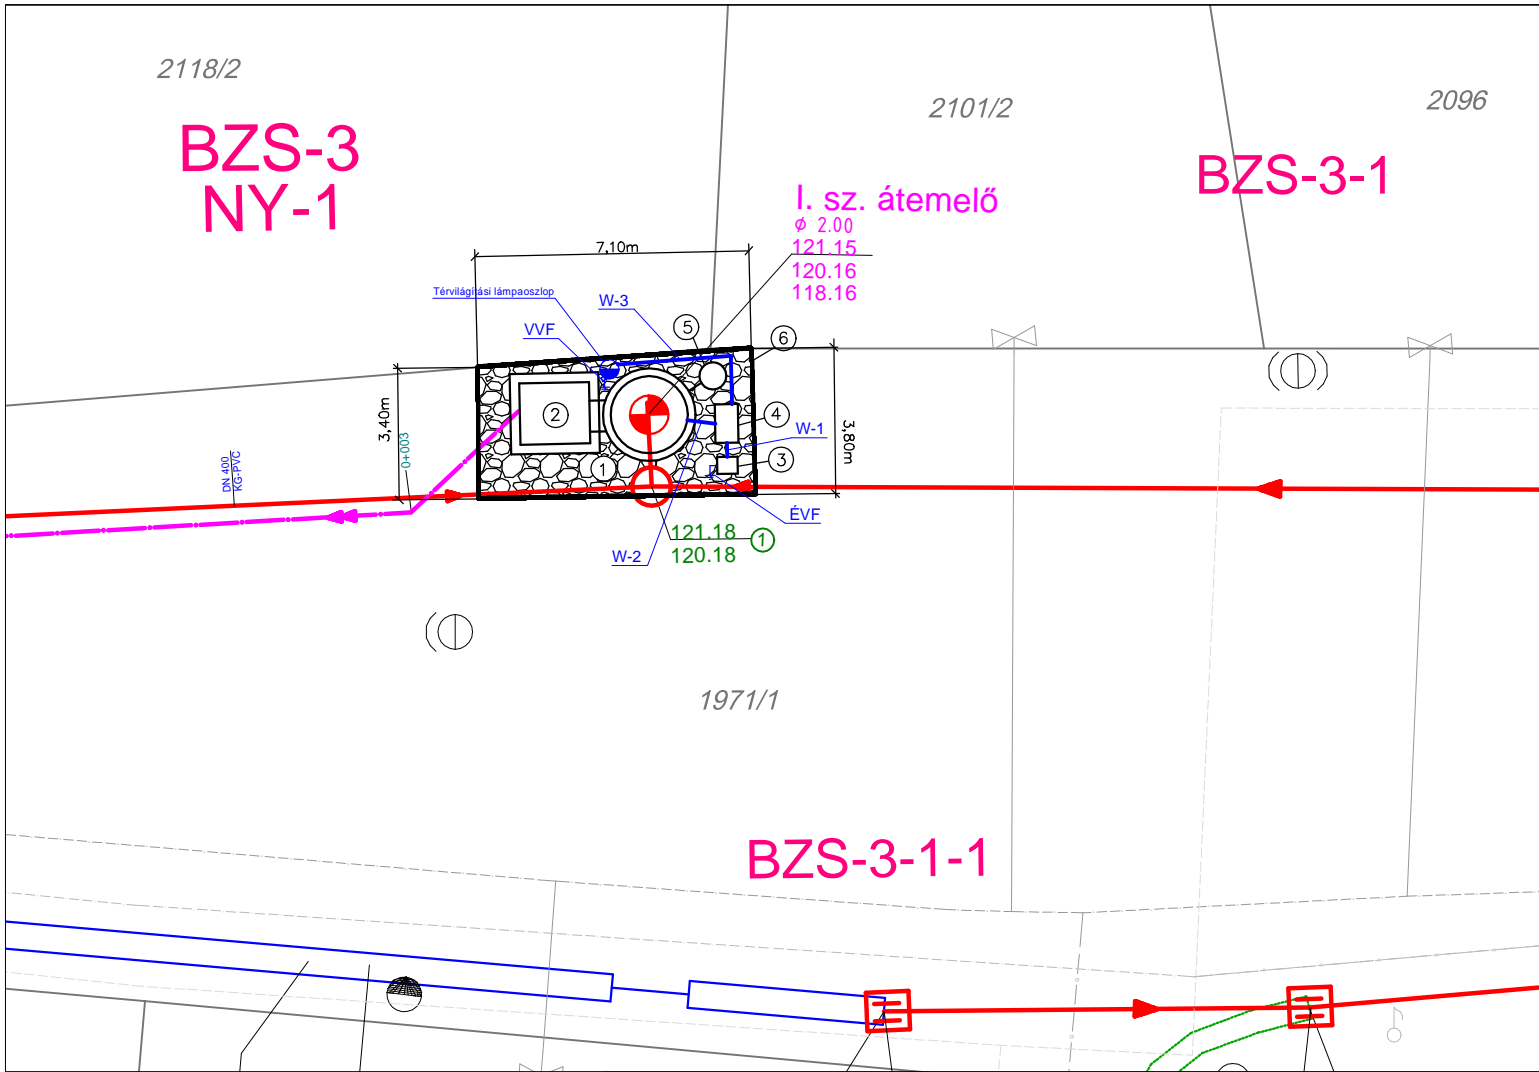 2118/2
2101/2
2096
BZS-3
NY-1
BZS-3-1
I. sz. átemelő
ø 2.00
121.15
120.16
118.16
7,10m
Térvilágítási lámpaoszlop
W-3
VVF
5
6
3,40m
0+003
2
4
W-1
3,80m
3
1
DN 400
KG-PVC
ÉVF
121.18
1
120.18
W-2
1971/1
BZS-3-1-1